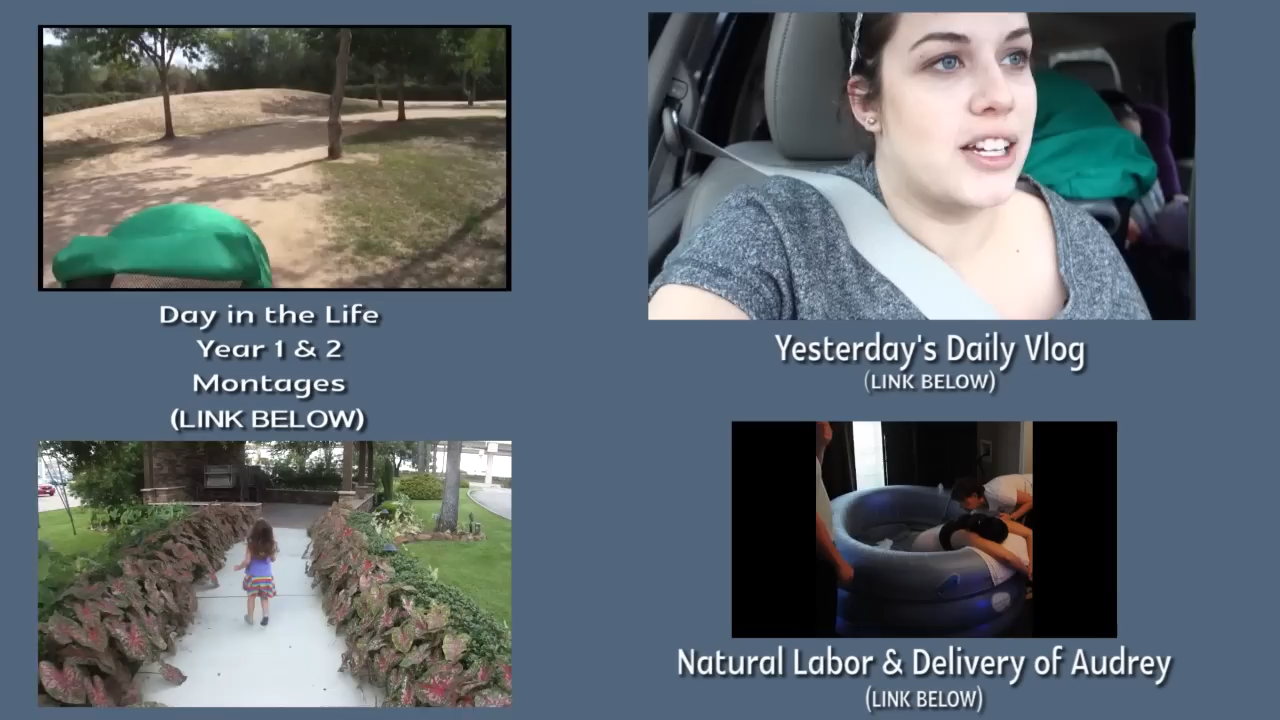 Day in the Life
Year 1 & 2
Montages
(LINK BELOW)
Yesterday's Daily Vlog
(LINK BELOW)
Natural Labor & Delivery of Audrey
(LINK BELOW)